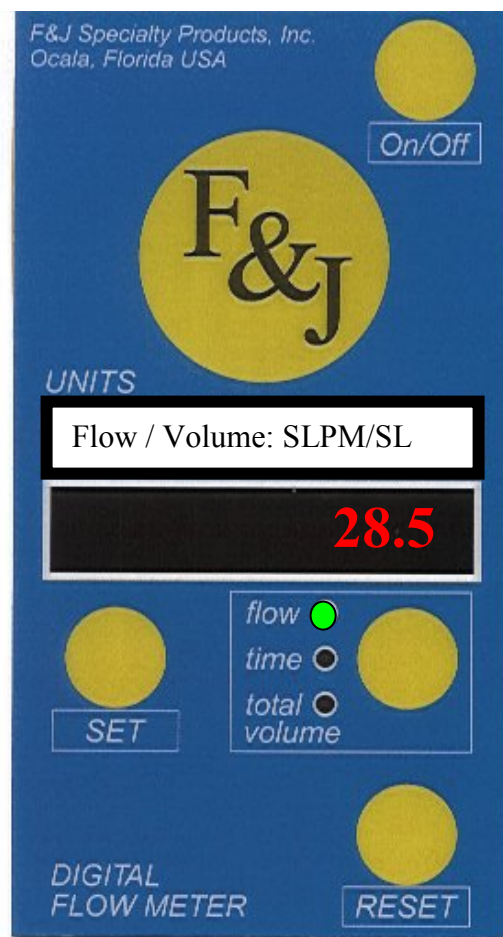 F&J Specialty Products, Inc.
Ocala, Florida USA
On/Off
F&J
UNITS
Flow / Volume: SLPM/SL
28.5
flow
time
total
volume
SET
DIGITAL
FLOW METER
RESET